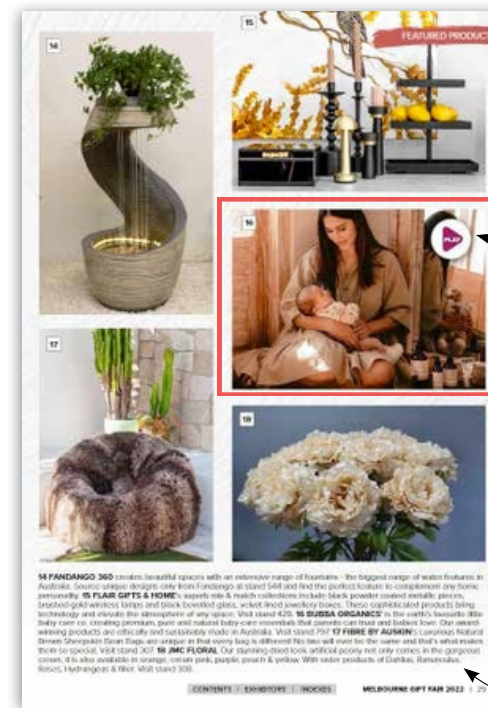 14
15
FEATURED PRODUCT
16
PLAY
17
18
14 FANDANGO 360 creates beautiful spaces with an extensive range of fountains - the biggest range of water features in
Australia. Source unique designs only from Fandango at stand 544 and find the perfect feature to complement any home
personality. 15 FLAIR GIFTS & HOME's superb mix & match collections include black powder coated metallic pieces,
brushed gold wireless lamps and black bevelled glass, velvet lined jewellery boxes. These sophisticated products bring
technology and elevate the atmosphere of any space. Visit stand 429. 16 BUBBA ORGANICS' is the earth's favourite little
baby care co. creating premium, pure and natural baby-care essentials that parents can trust and babies love. Our award-
winning products are ethically and sustainably made in Australia. Visit stand 797. 17 FIBRE BY AUSKIN's Luxurious Natural
Brown Sheepskin Bean Bags are unique in that every bag is different! No two will ever be the same and that's what makes
them so special. Visit stand 307. 18 JMC FLORAL Our stunning dried look artificial peony not only comes in the gorgeous
cream, it is also available in orange, cream pink, purple, peach & yellow. With sister products of Dahlias, Ranunculus,
Roses, Hydrangeas & filler. Visit stand 308.
CONTENTS | EXHIBITORS | INDEXES MELBOURNE GIFT FAIR 2022 | 29